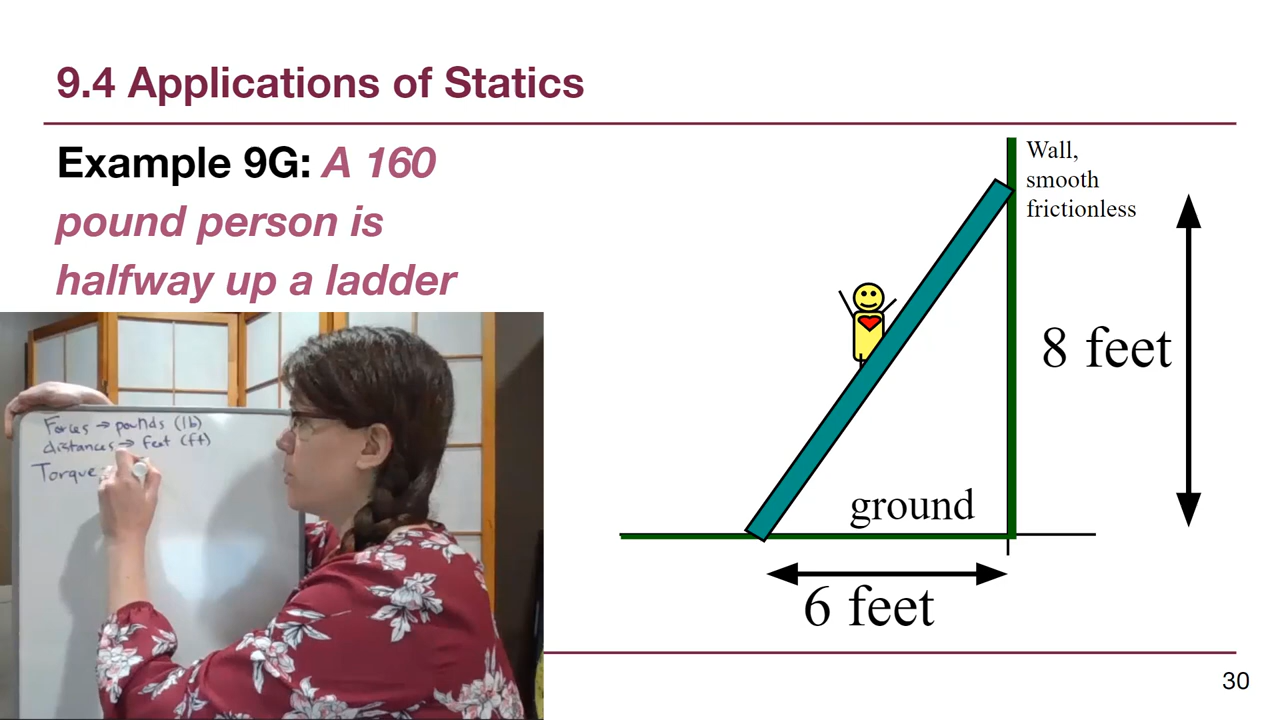 9.4 Applications of Statics
Example 9G: A 160
pound person is
halfway up a ladder
Forces → pounds (lb)
distances → feet (ft)
Torque
Wall,
smooth
frictionless
8 feet
ground
6 feet
30